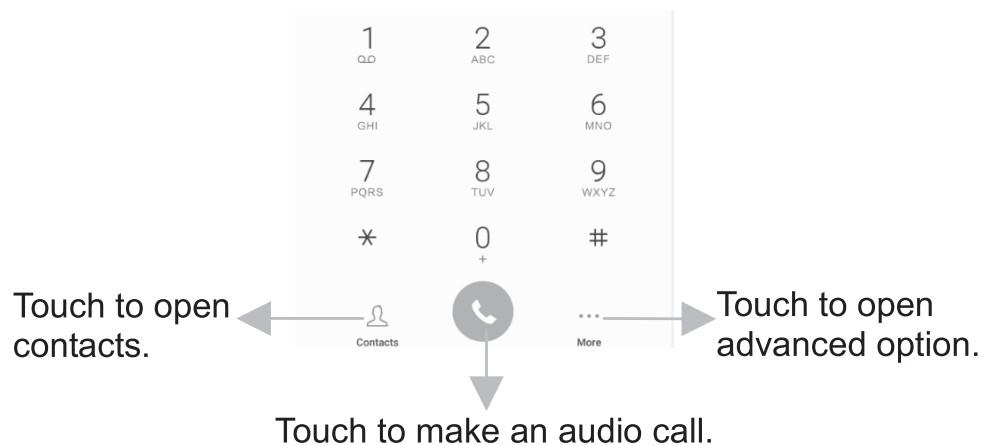 1 2 3
ABC DEF
4 5 6
GHI JKL MNO
7 8 9
PQRS TUV WXYZ
* 0 #
+
Touch to open
contacts.
Contacts
More
Touch to open
advanced option.
Touch to make an audio call.